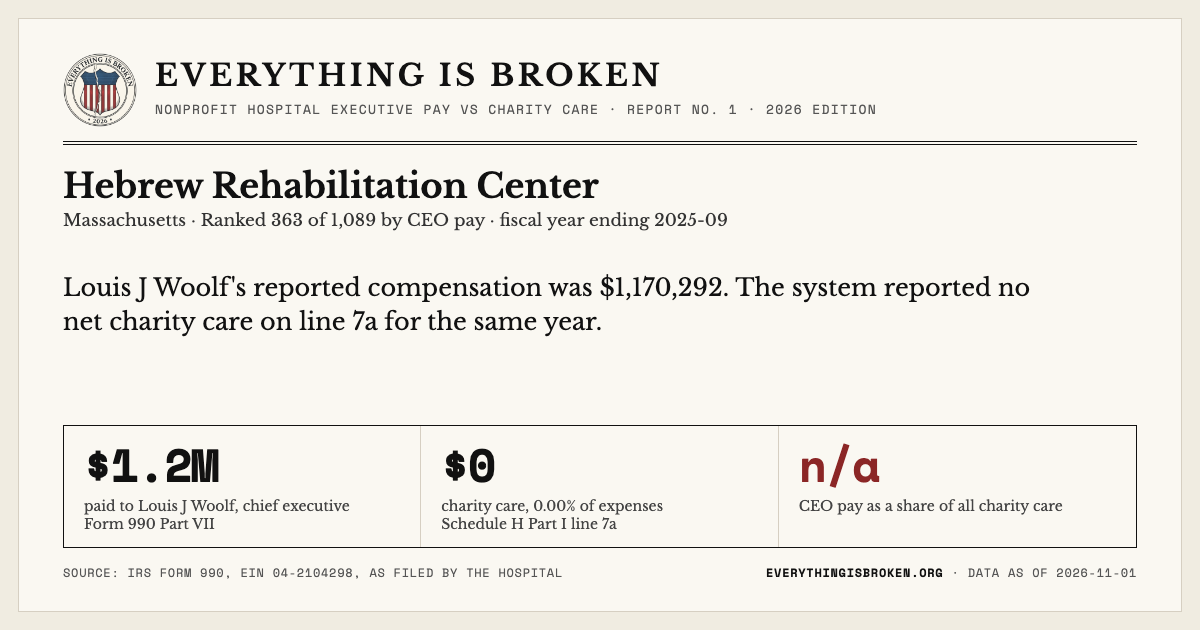 EVERYTHING IS BROKEN
· 2026 ·
EVERYTHING IS BROKEN
NONPROFIT HOSPITAL EXECUTIVE PAY VS CHARITY CARE · REPORT NO. 1 · 2026 EDITION
Hebrew Rehabilitation Center
Massachusetts · Ranked 363 of 1,089 by CEO pay · fiscal year ending 2025-09
Louis J Woolf's reported compensation was $1,170,292. The system reported no
net charity care on line 7a for the same year.
$1.2M
paid to Louis J Woolf, chief executive
Form 990 Part VII
$0
charity care, 0.00% of expenses
Schedule H Part I line 7a
n/a
CEO pay as a share of all charity care
SOURCE: IRS FORM 990, EIN 04-2104298, AS FILED BY THE HOSPITAL
EVERYTHINGISBROKEN.ORG · DATA AS OF 2026-11-01